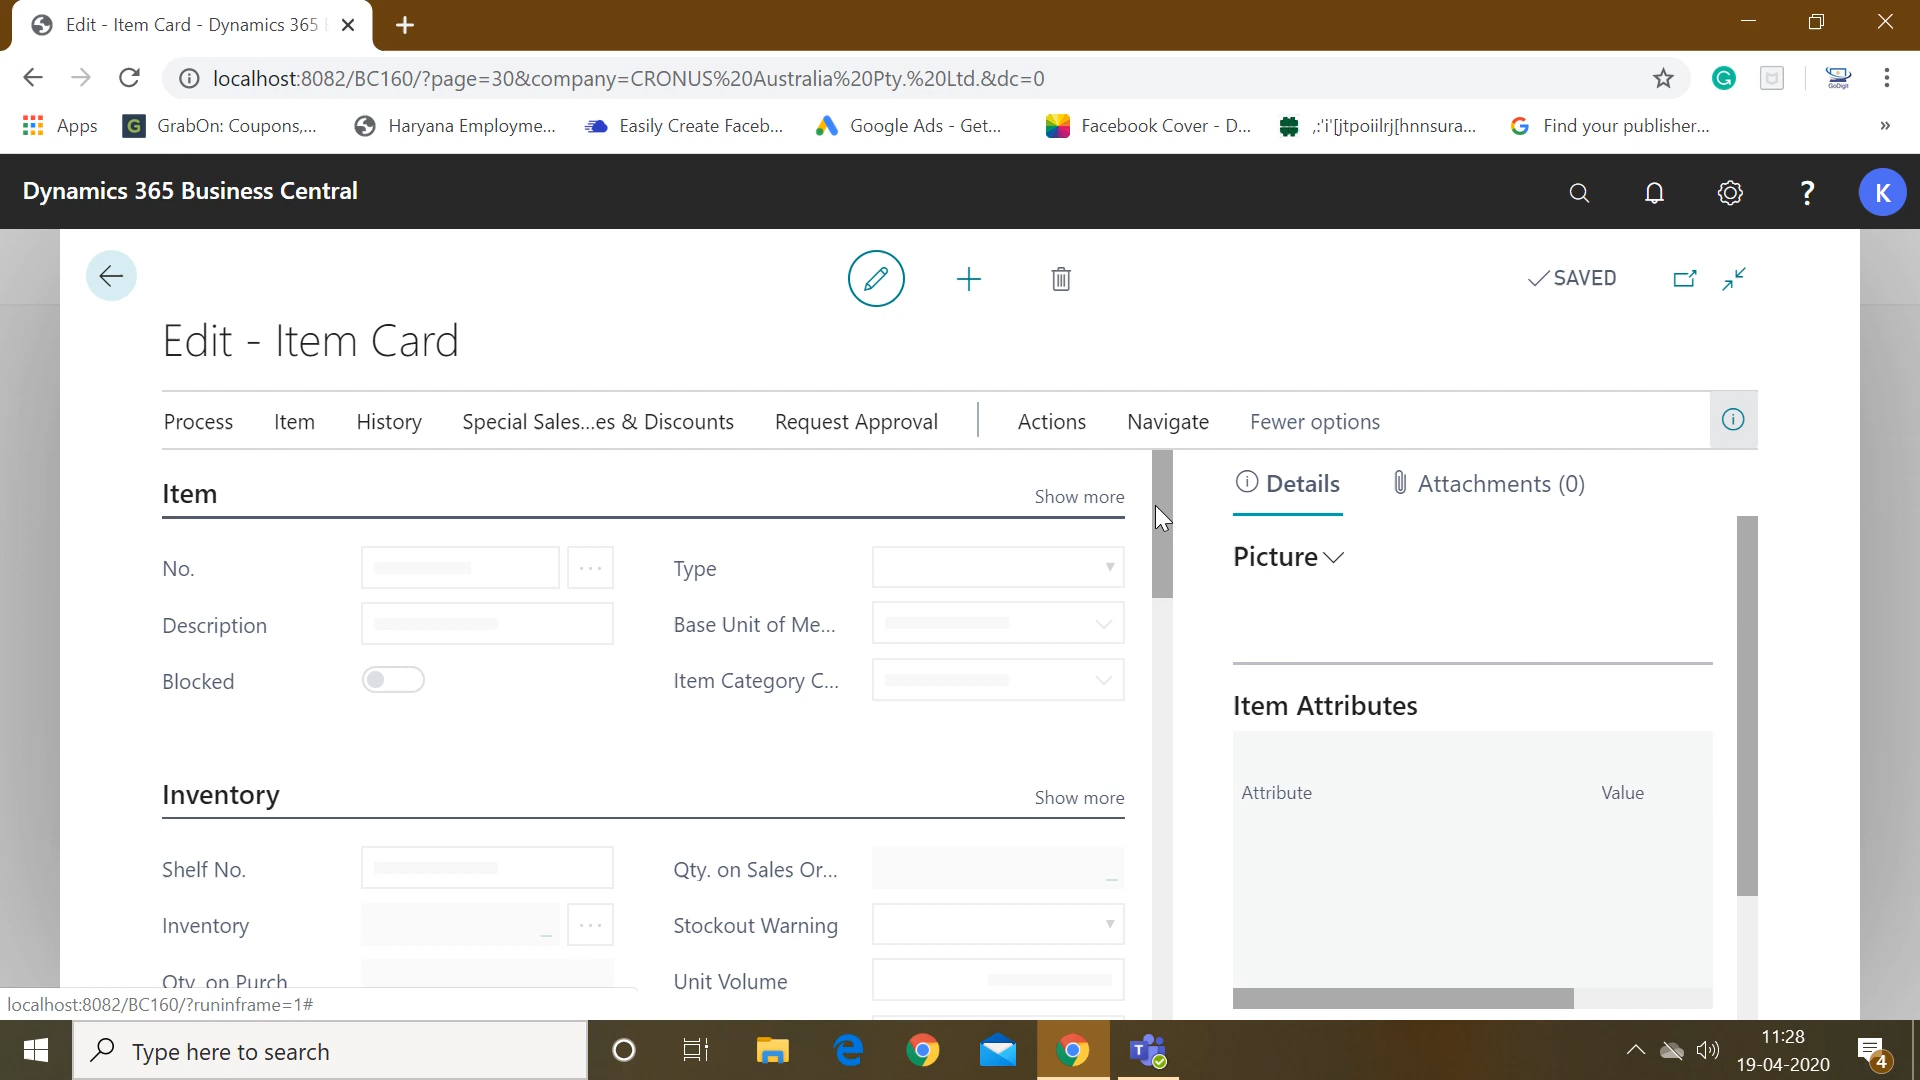 Edit - Item Card - Dynamics 365
localhost:8082/BC160/?page=30&company=CRONUS%20Australia%20Pty.%20Ltd.&dc=0
Apps GrabOn: Coupons,... Haryana Employme... Easily Create Faceb... Google Ads - Get... Facebook Cover - D... ,:'i'[jtpoiilrj[hnnsura... Find your publisher... »
Dynamics 365 Business Central ? K
SAVED
Edit - Item Card
Process Item History Special Sales...es & Discounts Request Approval Actions Navigate Fewer options
Item Show more
Details Attachments (0)
No. Type
Picture
Description Base Unit of Me...
Blocked Item Category C...
Item Attributes
Inventory Show more
Attribute Value
Shelf No. Qty. on Sales Or...
Inventory Stockout Warning
Qty. on Purch Unit Volume
localhost:8082/BC160/?runinframe=1#
Type here to search
11:28
19-04-2020
4